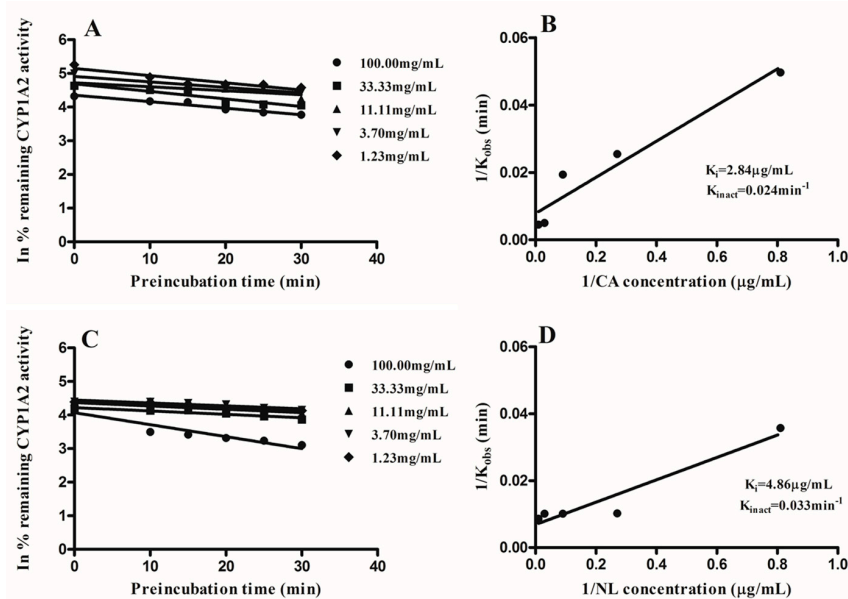 A
ln % remaining CYP1A2 activity
6
5
4
3
2
1
0
0 10 20 30 40
Preincubation time (min)
100.00mg/mL
33.33mg/mL
11.11mg/mL
3.70mg/mL
1.23mg/mL
B
1/Kobs (min)
0.06
0.04
0.02
0.00
0.0 0.2 0.4 0.6 0.8 1.0
1/CA concentration (μg/mL)
Ki=2.84μg/mL
Kinact=0.024min-1
C
ln % remaining CYP1A2 activity
6
5
4
3
2
1
0
0 10 20 30 40
Preincubation time (min)
100.00mg/mL
33.33mg/mL
11.11mg/mL
3.70mg/mL
1.23mg/mL
D
1/Kobs (min)
0.06
0.04
0.02
0.00
0.0 0.2 0.4 0.6 0.8 1.0
1/NL concentration (μg/mL)
Ki=4.86μg/mL
Kinact=0.033min-1